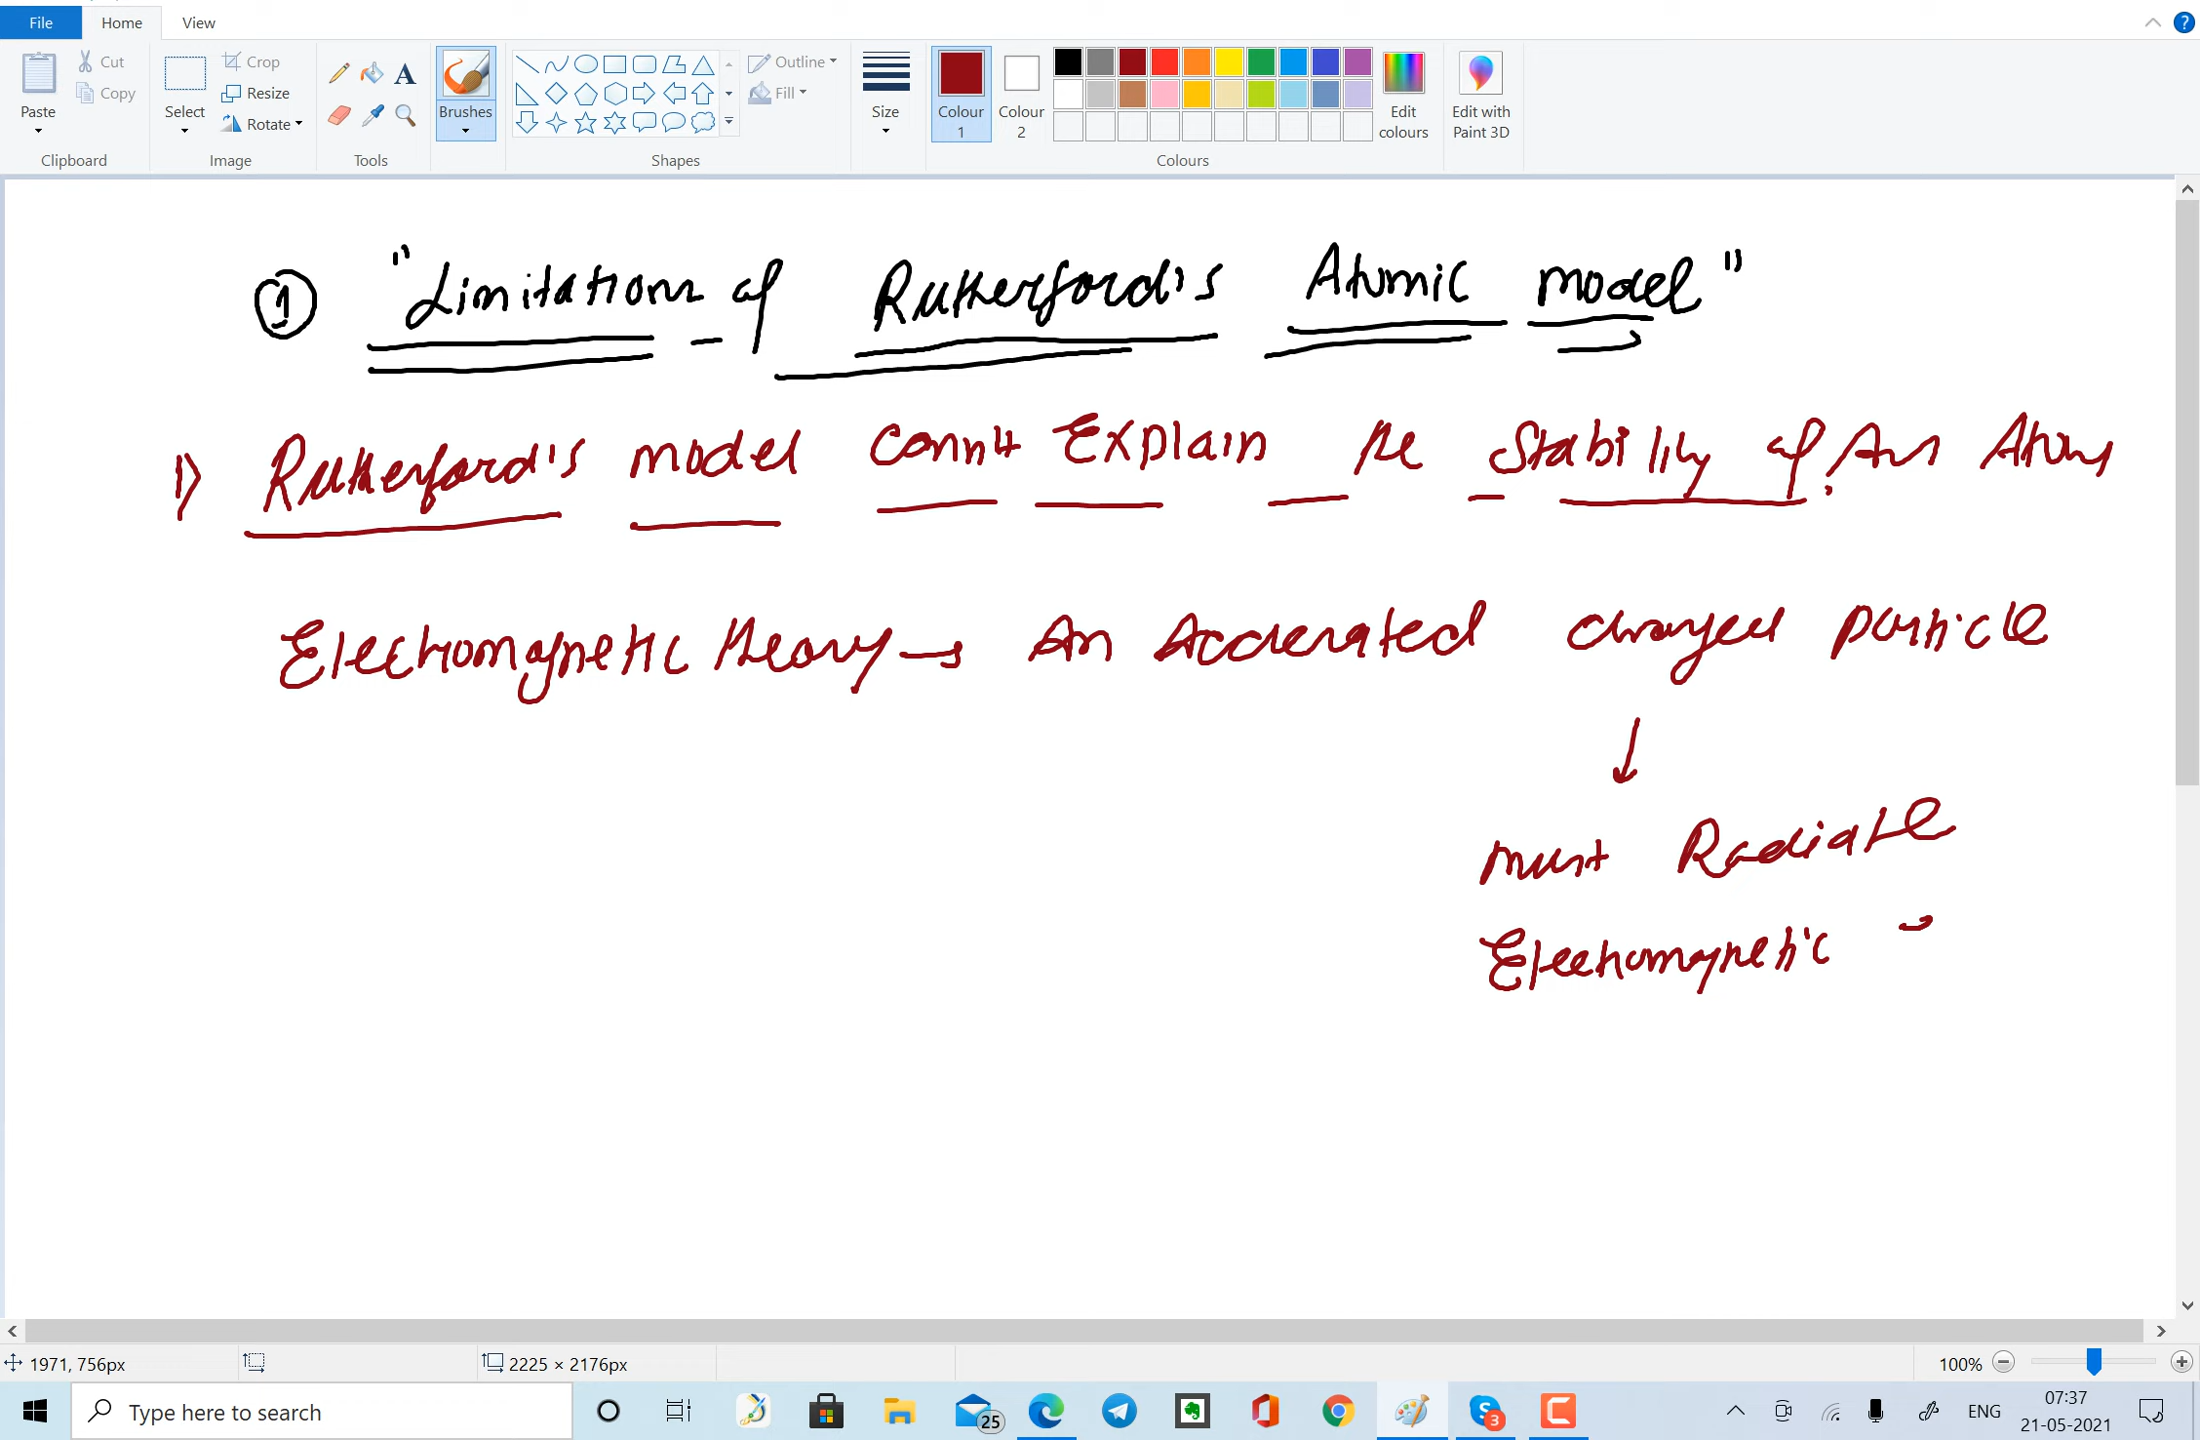 File Home View
Paste Cut Copy Select Crop Resize Rotate A Brushes Outline Fill Size Colour 1 Colour 2 Edit colours Edit with Paint 3D
Clipboard Image Tools Shapes Colours
① "Limitations of Rutherford's Atomic model"
1) Rutherford's model cannot Explain the Stability of An Atom
Electromagnetic theory → An Accelerated charged particle
↓
must Radiate
Electromagnetic
1971, 756px 2225 × 2176px 100%
Type here to search 25 3 ENG 07:37
21-05-2021